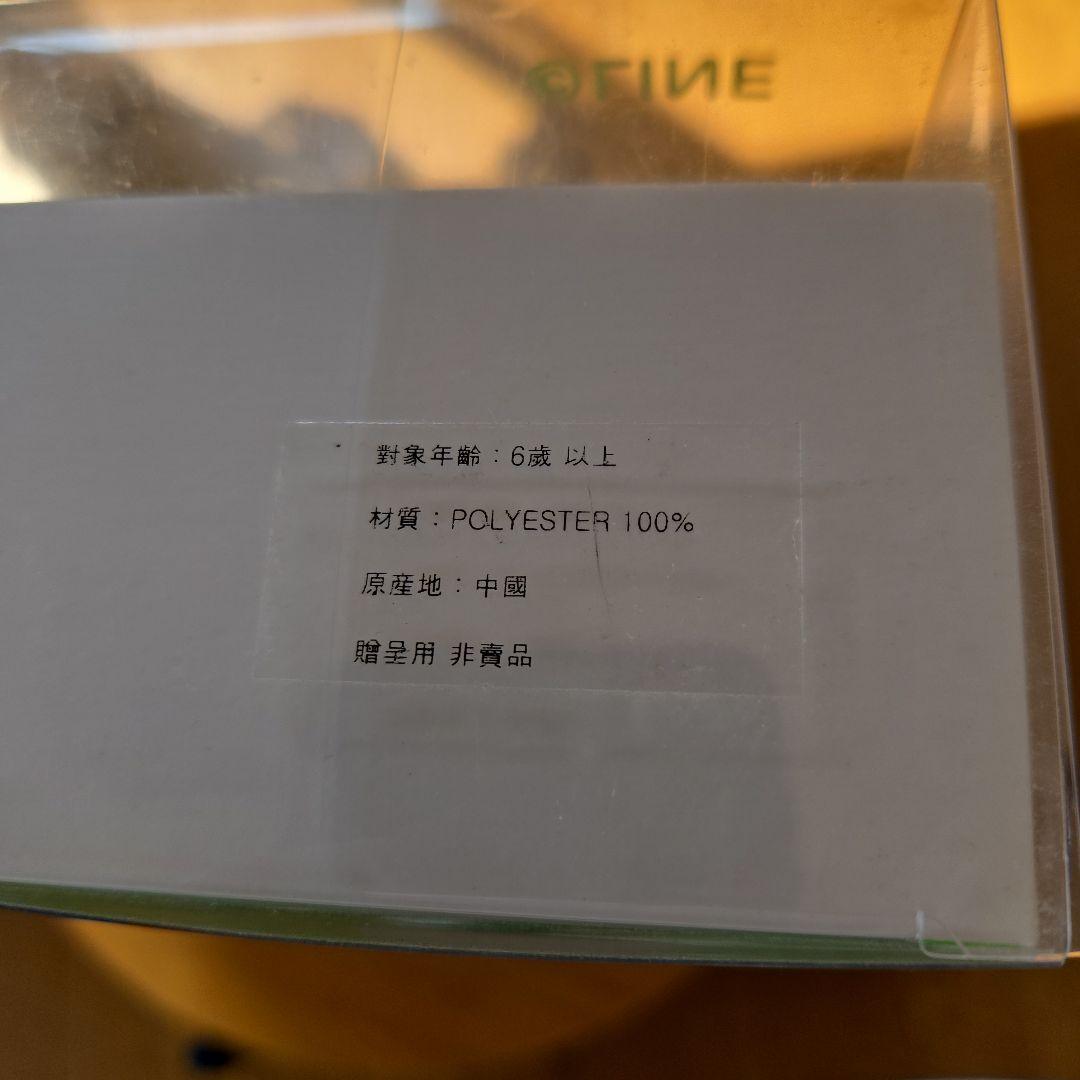 ©LINE
對象年齡：6歲 以上
材質：POLYESTER 100%
原産地：中國
贈呈用 非賣品